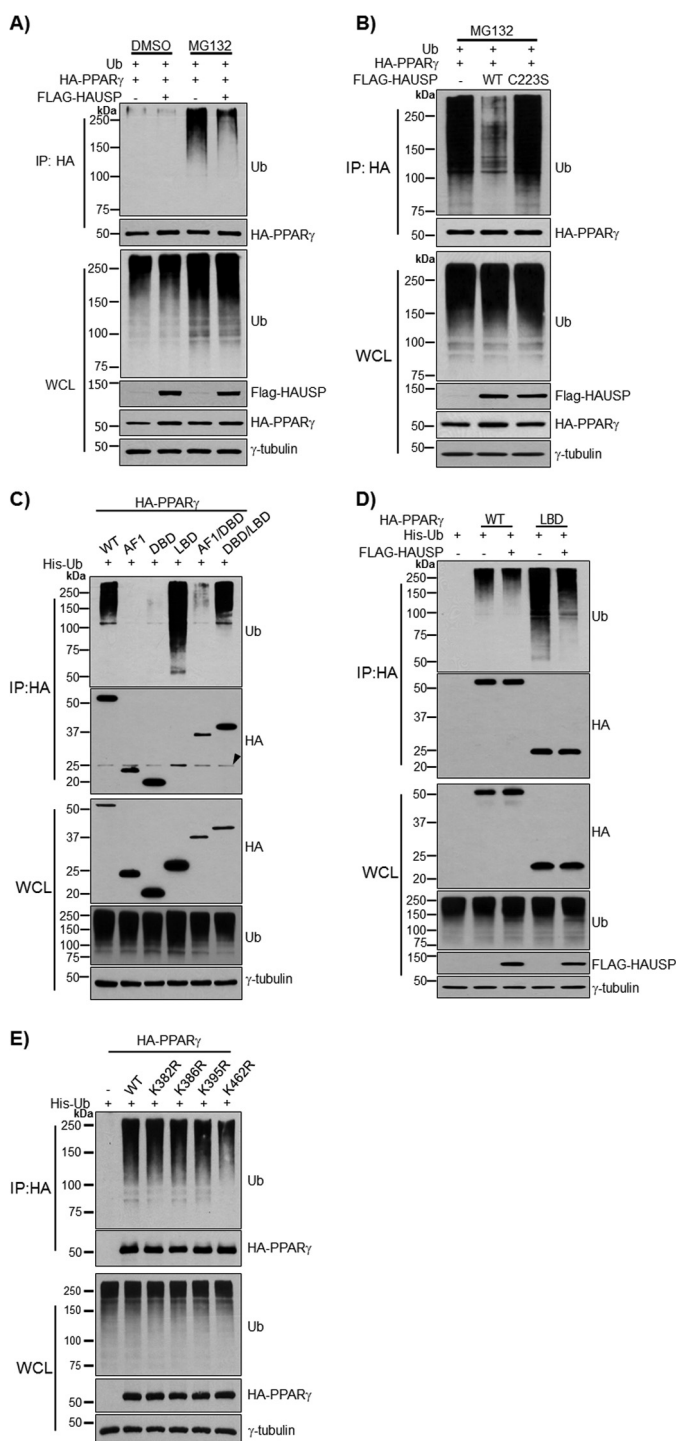 A)
DMSO MG132
Ub + + + +
HA-PPARγ + + + +
FLAG-HAUSP - + - +
kDa
250
150
100
75
IP: HA
Ub
50
HA-PPARγ
250
150
100
75
WCL
Ub
150
Flag-HAUSP
50
HA-PPARγ
50
γ-tubulin
B)
MG132
Ub + + +
HA-PPARγ + + +
FLAG-HAUSP - WT C223S
kDa
250
150
100
75
IP: HA
Ub
50
HA-PPARγ
kDa
250
150
100
75
WCL
Ub
150
Flag-HAUSP
50
HA-PPARγ
50
γ-tubulin
C)
HA-PPARγ
WT AF1 DBD LBD AF1/DBD DBD/LBD
His-Ub + + + + + +
kDa
250
150
100
75
50
Ub
IP:HA
50
37
25
20
HA
50
37
25
20
HA
WCL
250
150
100
75
Ub
50
γ-tubulin
D)
HA-PPARγ WT LBD
His-Ub + + + + +
FLAG-HAUSP - - + - +
kDa
250
150
100
75
50
Ub
IP:HA
50
37
25
20
HA
50
37
25
20
HA
WCL
250
150
100
75
Ub
150
FLAG-HAUSP
50
γ-tubulin
E)
HA-PPARγ
- WT K382R K386R K395R K462R
His-Ub + + + + + +
kDa
250
150
100
75
IP:HA
Ub
50
HA-PPARγ
250
150
100
75
WCL
Ub
50
HA-PPARγ
50
γ-tubulin